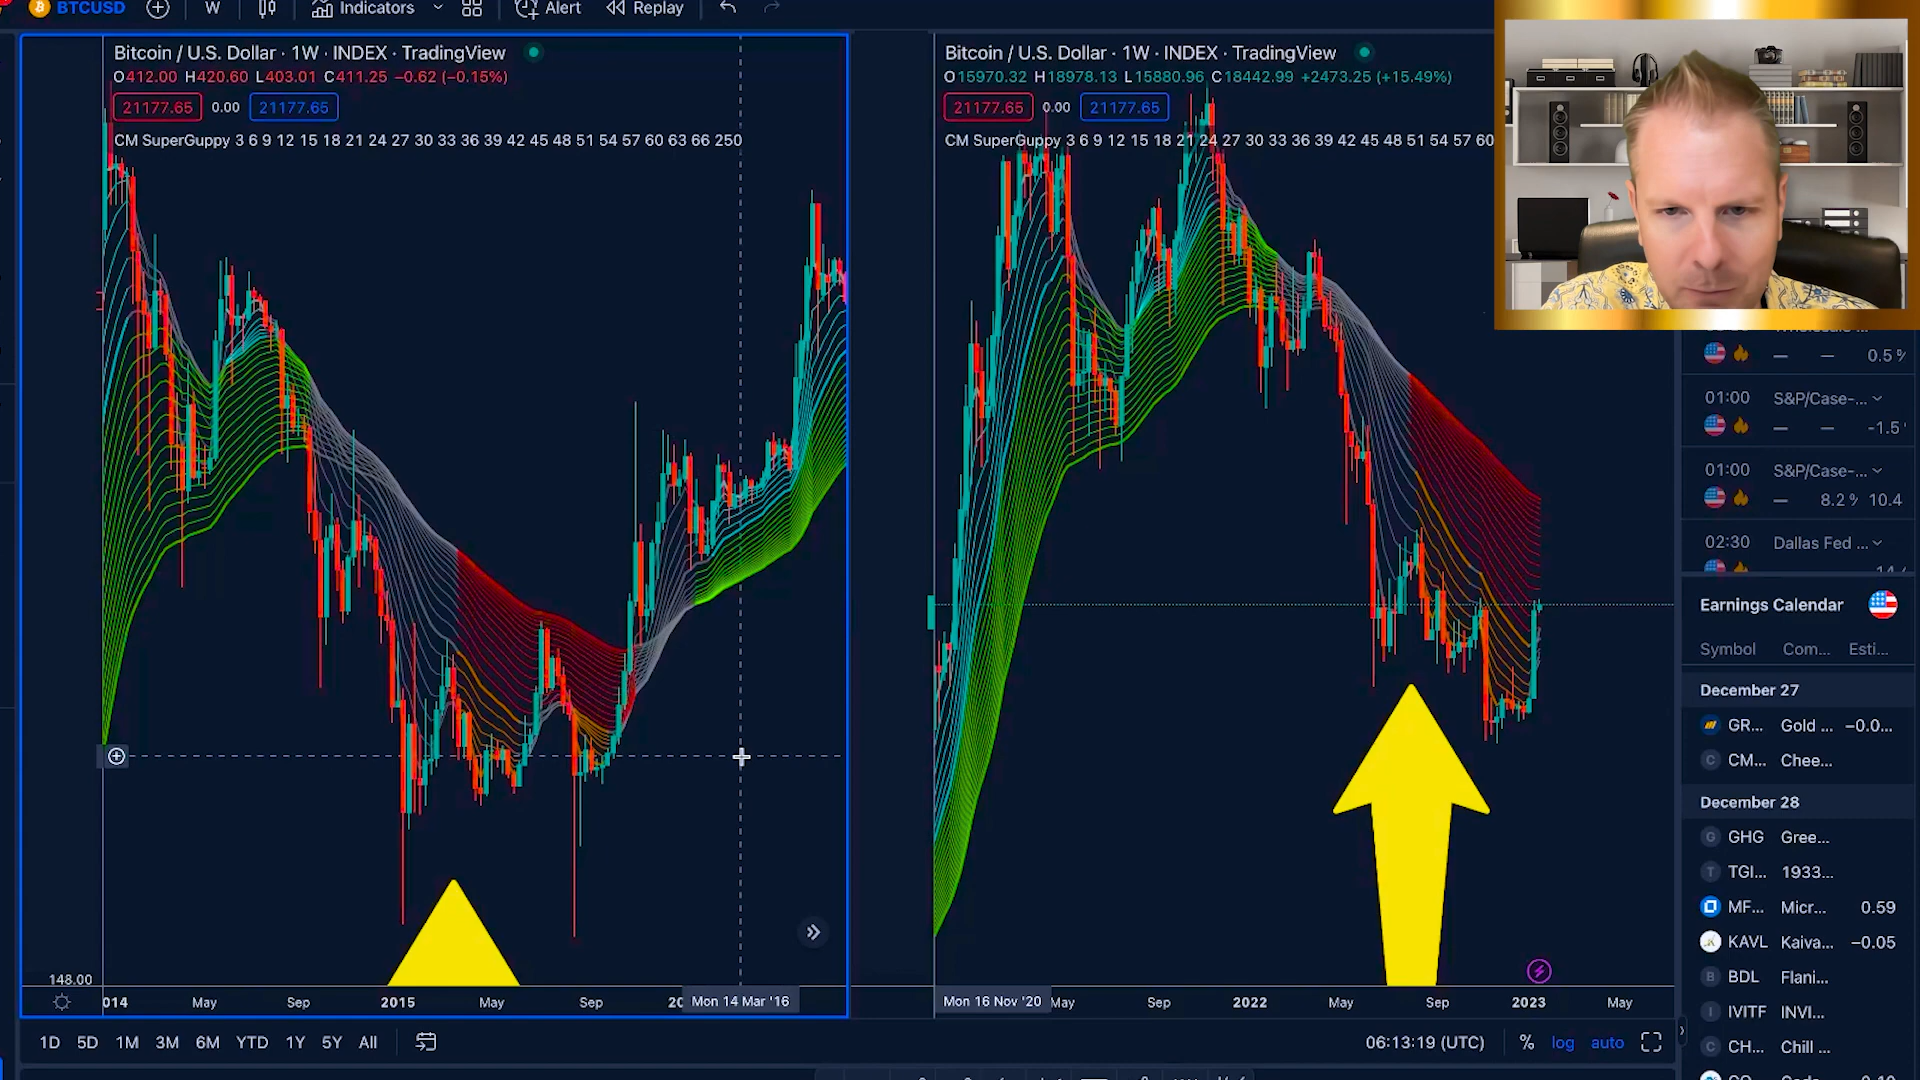 BTCUSD W Indicators Alert Replay
Bitcoin / U.S. Dollar · 1W · INDEX · TradingView
O412.00 H420.60 L403.01 C411.25 −0.62 (−0.15%)
21177.65 0.00 21177.65
CM SuperGuppy 3 6 9 12 15 18 21 24 27 30 33 36 39 42 45 48 51 54 57 60 63 66 250
148.00
014 May Sep 2015 May Sep 20 Mon 14 Mar '16
Bitcoin / U.S. Dollar · 1W · INDEX · TradingView
O15970.32 H18978.13 L15880.96 C18442.99 +2473.25 (+15.49%)
21177.65 0.00 21177.65
CM SuperGuppy 3 6 9 12 15 18 21 24 27 30 33 36 39 42 45 48 51 54 57 60
Mon 16 Nov '20 May Sep 2022 May Sep 2023 May
1D 5D 1M 3M 6M YTD 1Y 5Y All
06:13:19 (UTC) % log auto
— — 0.5%
01:00 S&P/Case-...
— — -1.5
01:00 S&P/Case-...
— 8.2% 10.4
02:30 Dallas Fed ...
Earnings Calendar
Symbol Com... Esti...
December 27
GR... Gold ... −0.0...
C CM... Chee...
December 28
G GHG Gree...
T TGI... 1933...
MF... Micr... 0.59
KAVL Kaiva... −0.05
B BDL Flani...
I IVITF INVI...
C CH... Chill ...